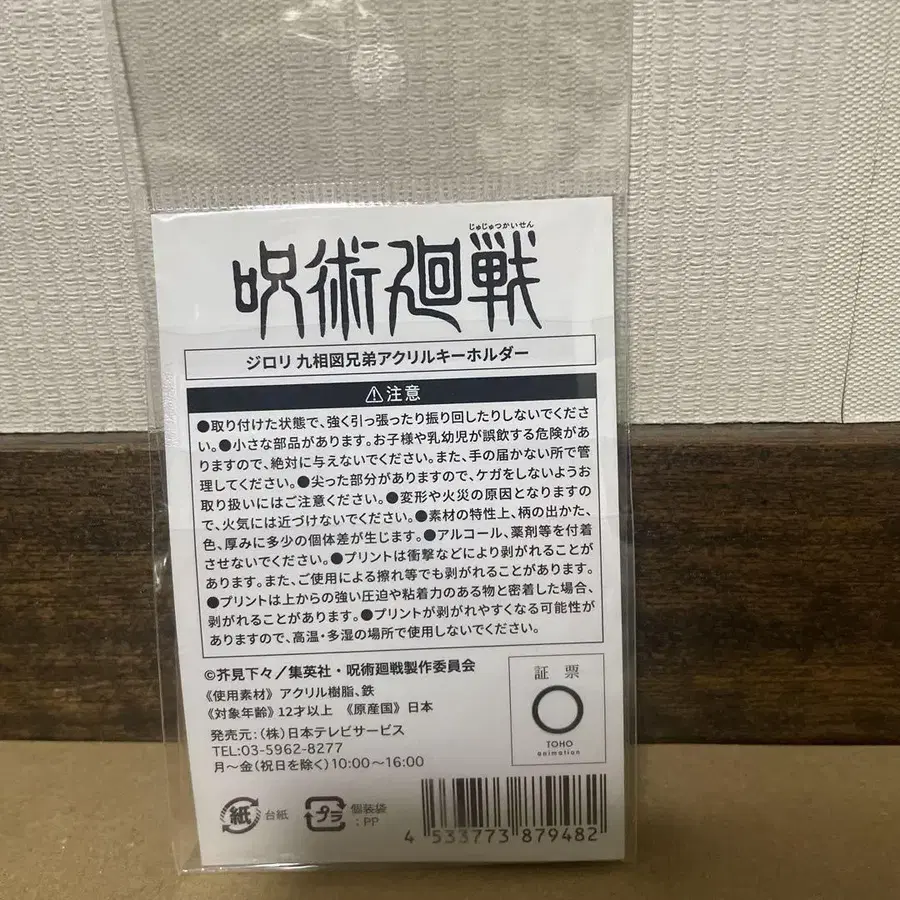 じゅじゅつかいせん
呪術廻戦
ジロリ 九相図兄弟アクリルキーホルダー
⚠注意
●取り付けた状態で、強く引っ張ったり振り回したりしないでくださ
い。●小さな部品があります。お子様や乳幼児が誤飲する危険があ
りますので、絶対に与えないでください。また、手の届かない所で管
理してください。●尖った部分がありますので、ケガをしないようお
取り扱いにはご注意ください。●変形や火災の原因となりますの
で、火気には近づけないでください。●素材の特性上、柄の出かた、
色、厚みに多少の個体差が生じます。●アルコール、薬剤等を付着
させないでください。●プリントは衝撃などにより剥がれることが
あります。また、ご使用による擦れ等でも剥がれることがあります。
●プリントは上からの強い圧迫や粘着力のある物と密着した場合、
剥がれることがあります。●プリントが剥がれやすくなる可能性が
ありますので、高温・多湿の場所で使用しないでください。
©芥見下々／集英社・呪術廻戦製作委員会
《使用素材》 アクリル樹脂、鉄
《対象年齢》 12才以上 《原産国》 日本
発売元:（株）日本テレビサービス
TEL:03-5962-8277
月～金（祝日を除く）10:00～16:00
証票
TOHO
animation
紙 台紙
プラ 個装袋
:PP
4 533773 879482